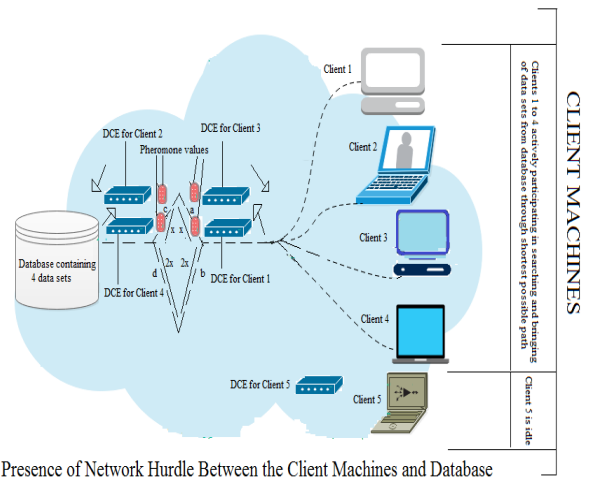 Client 1
DCE for Client 2
DCE for Client 3
Pheromone values
Client 2
c
a
x
x
Client 3
Database containing
4 data sets
2x
2x
d
b
DCE for Client 4
DCE for Client 1
Client 4
DCE for Client 5
Client 5
Clients 1 to 4 actively participating in searching and bringing
of data sets from database through shortest possible path
Client 5 is idle
CLIENT MACHINES
Presence of Network Hurdle Between the Client Machines and Database